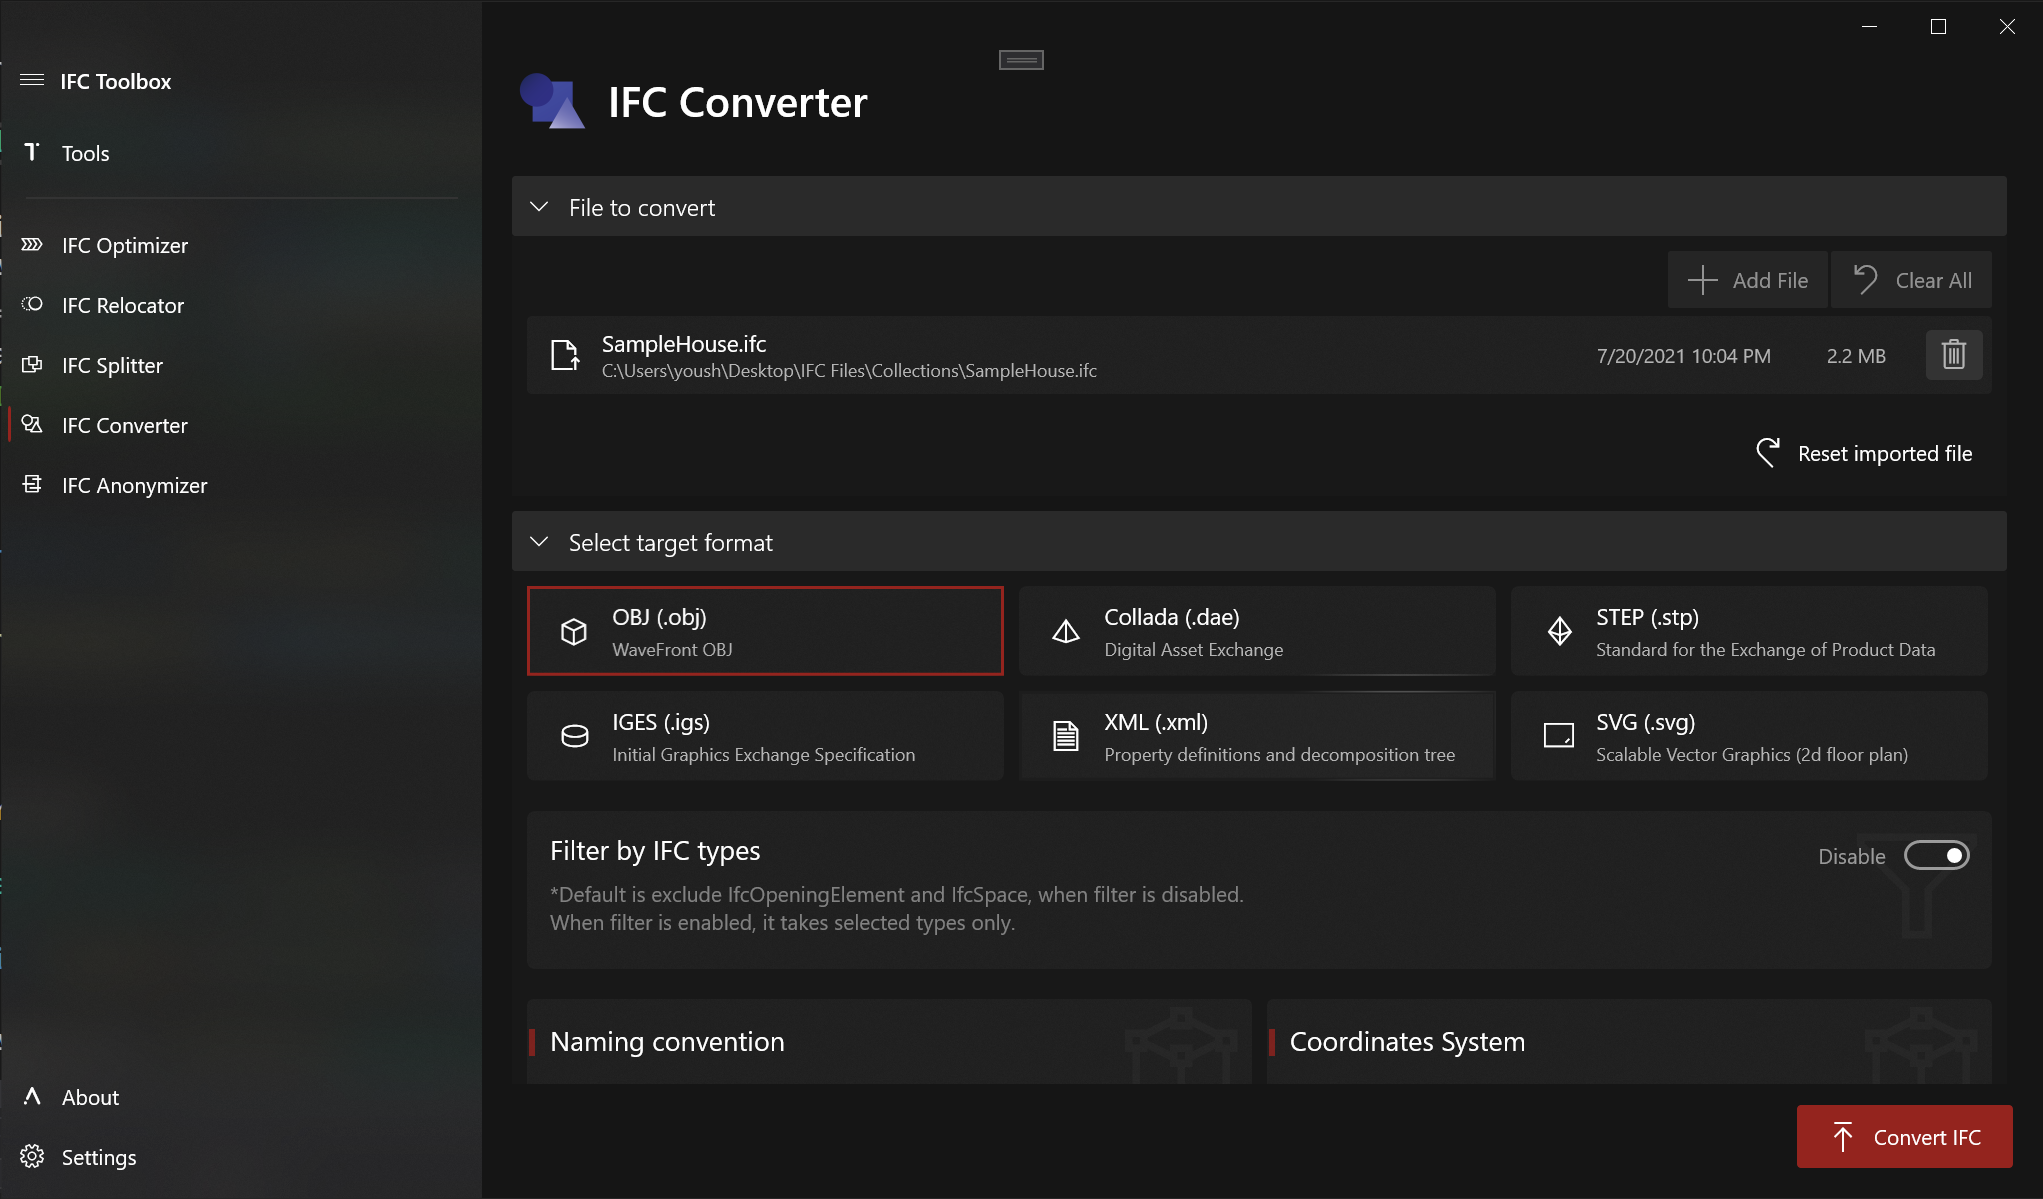 IFC Toolbox
Tools
IFC Optimizer
IFC Relocator
IFC Splitter
IFC Converter
IFC Anonymizer
About
Settings
IFC Converter
File to convert
Add File
Clear All
SampleHouse.ifc
C:\Users\yoush\Desktop\IFC Files\Collections\SampleHouse.ifc
7/20/2021 10:04 PM
2.2 MB
Reset imported file
Select target format
OBJ (.obj)
WaveFront OBJ
Collada (.dae)
Digital Asset Exchange
STEP (.stp)
Standard for the Exchange of Product Data
IGES (.igs)
Initial Graphics Exchange Specification
XML (.xml)
Property definitions and decomposition tree
SVG (.svg)
Scalable Vector Graphics (2d floor plan)
Filter by IFC types
Disable
*Default is exclude IfcOpeningElement and IfcSpace, when filter is disabled.
When filter is enabled, it takes selected types only.
Naming convention
Coordinates System
Convert IFC